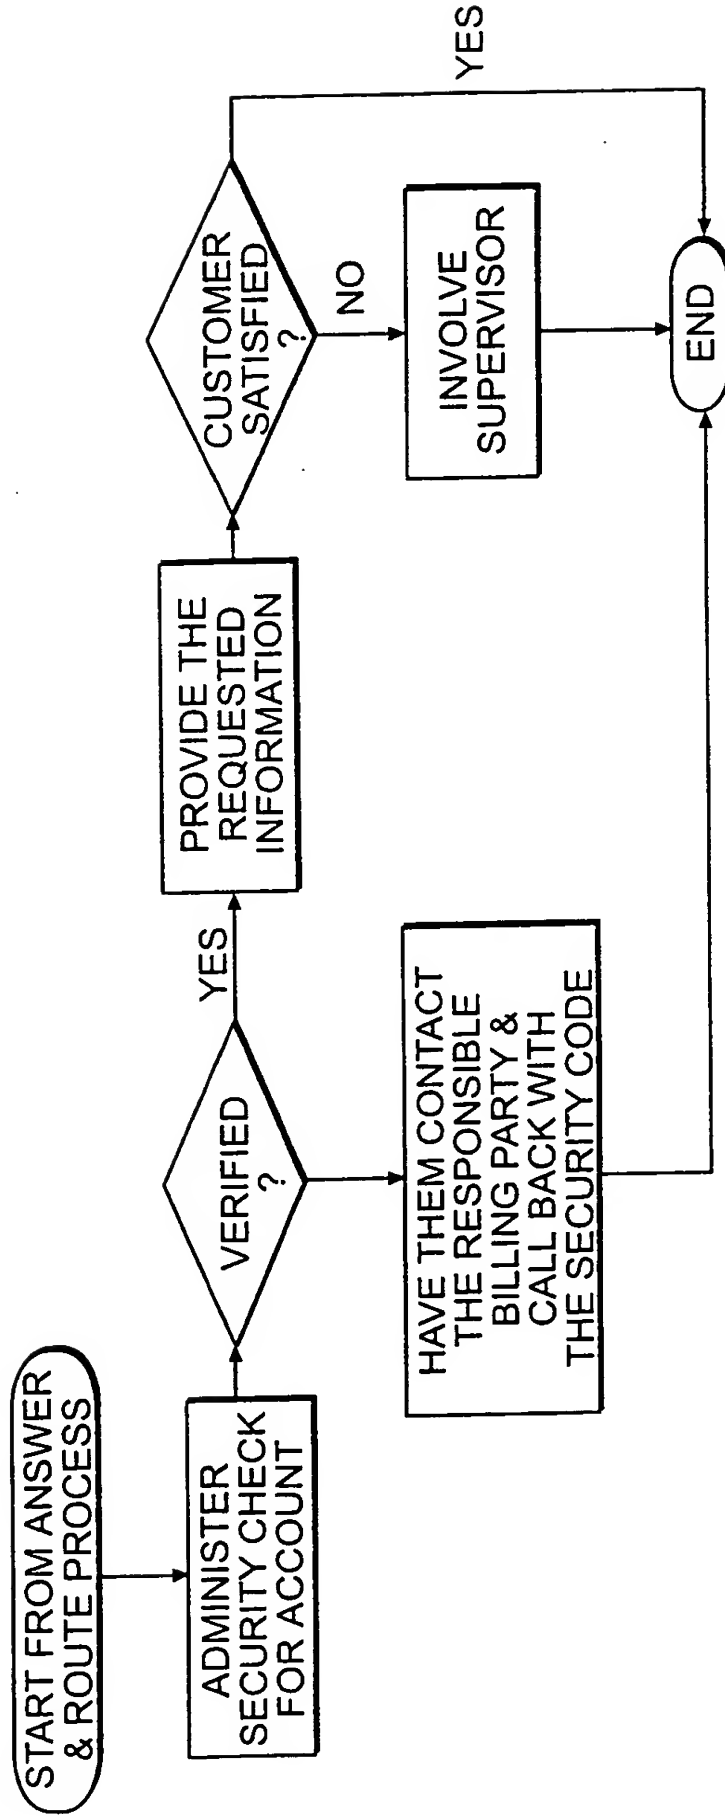 START FROM ANSWER
& ROUTE PROCESS
ADMINISTER
SECURITY CHECK
FOR ACCOUNT
VERIFIED
?
YES
PROVIDE THE
REQUESTED
INFORMATION
CUSTOMER
SATISFIED
?
YES
NO
HAVE THEM CONTACT
THE RESPONSIBLE
BILLING PARTY &
CALL BACK WITH
THE SECURITY CODE
INVOLVE
SUPERVISOR
END